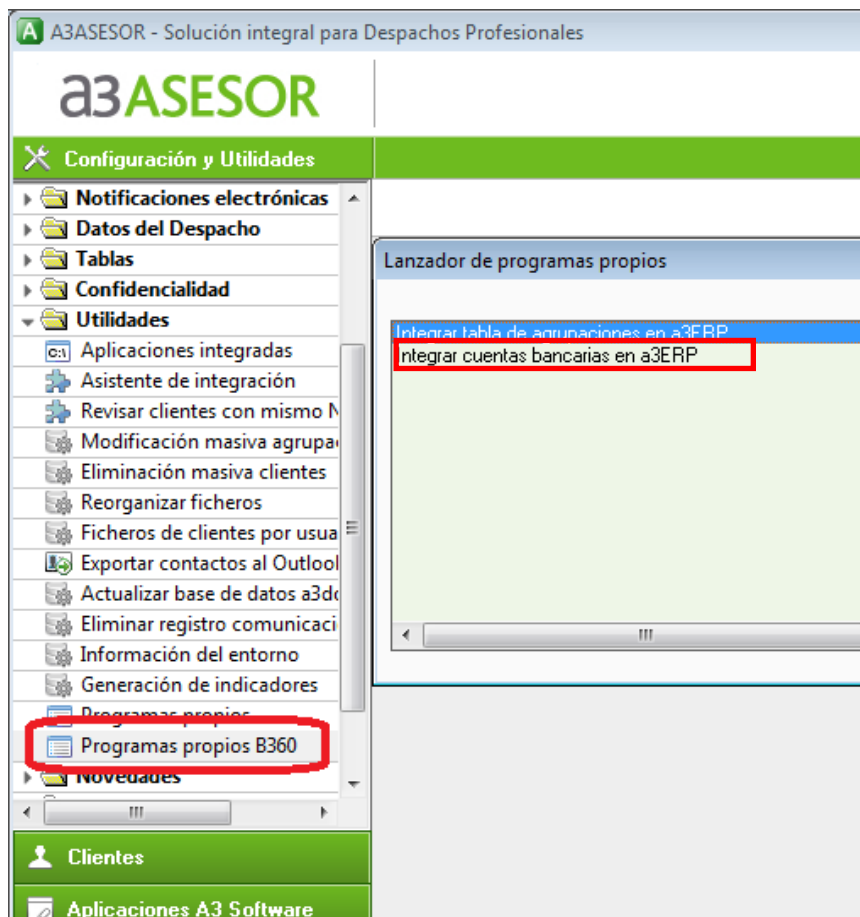 A3ASESOR - Solución integral para Despachos Profesionales
a3ASESOR
Configuración y Utilidades
Notificaciones electrónicas
Datos del Despacho
Tablas
Confidencialidad
Utilidades
Aplicaciones integradas
Asistente de integración
Revisar clientes con mismo N
Modificación masiva agrupa
Eliminación masiva clientes
Reorganizar ficheros
Ficheros de clientes por usua
Exportar contactos al Outlool
Actualizar base de datos a3do
Eliminar registro comunicaci
Información del entorno
Generación de indicadores
Programas propios
Programas propios B360
Novedades
Clientes
Aplicaciones A3 Software
Lanzador de programas propios
Integrar tabla de agrupaciones en a3ERP
ntegrar cuentas bancarias en a3ERP